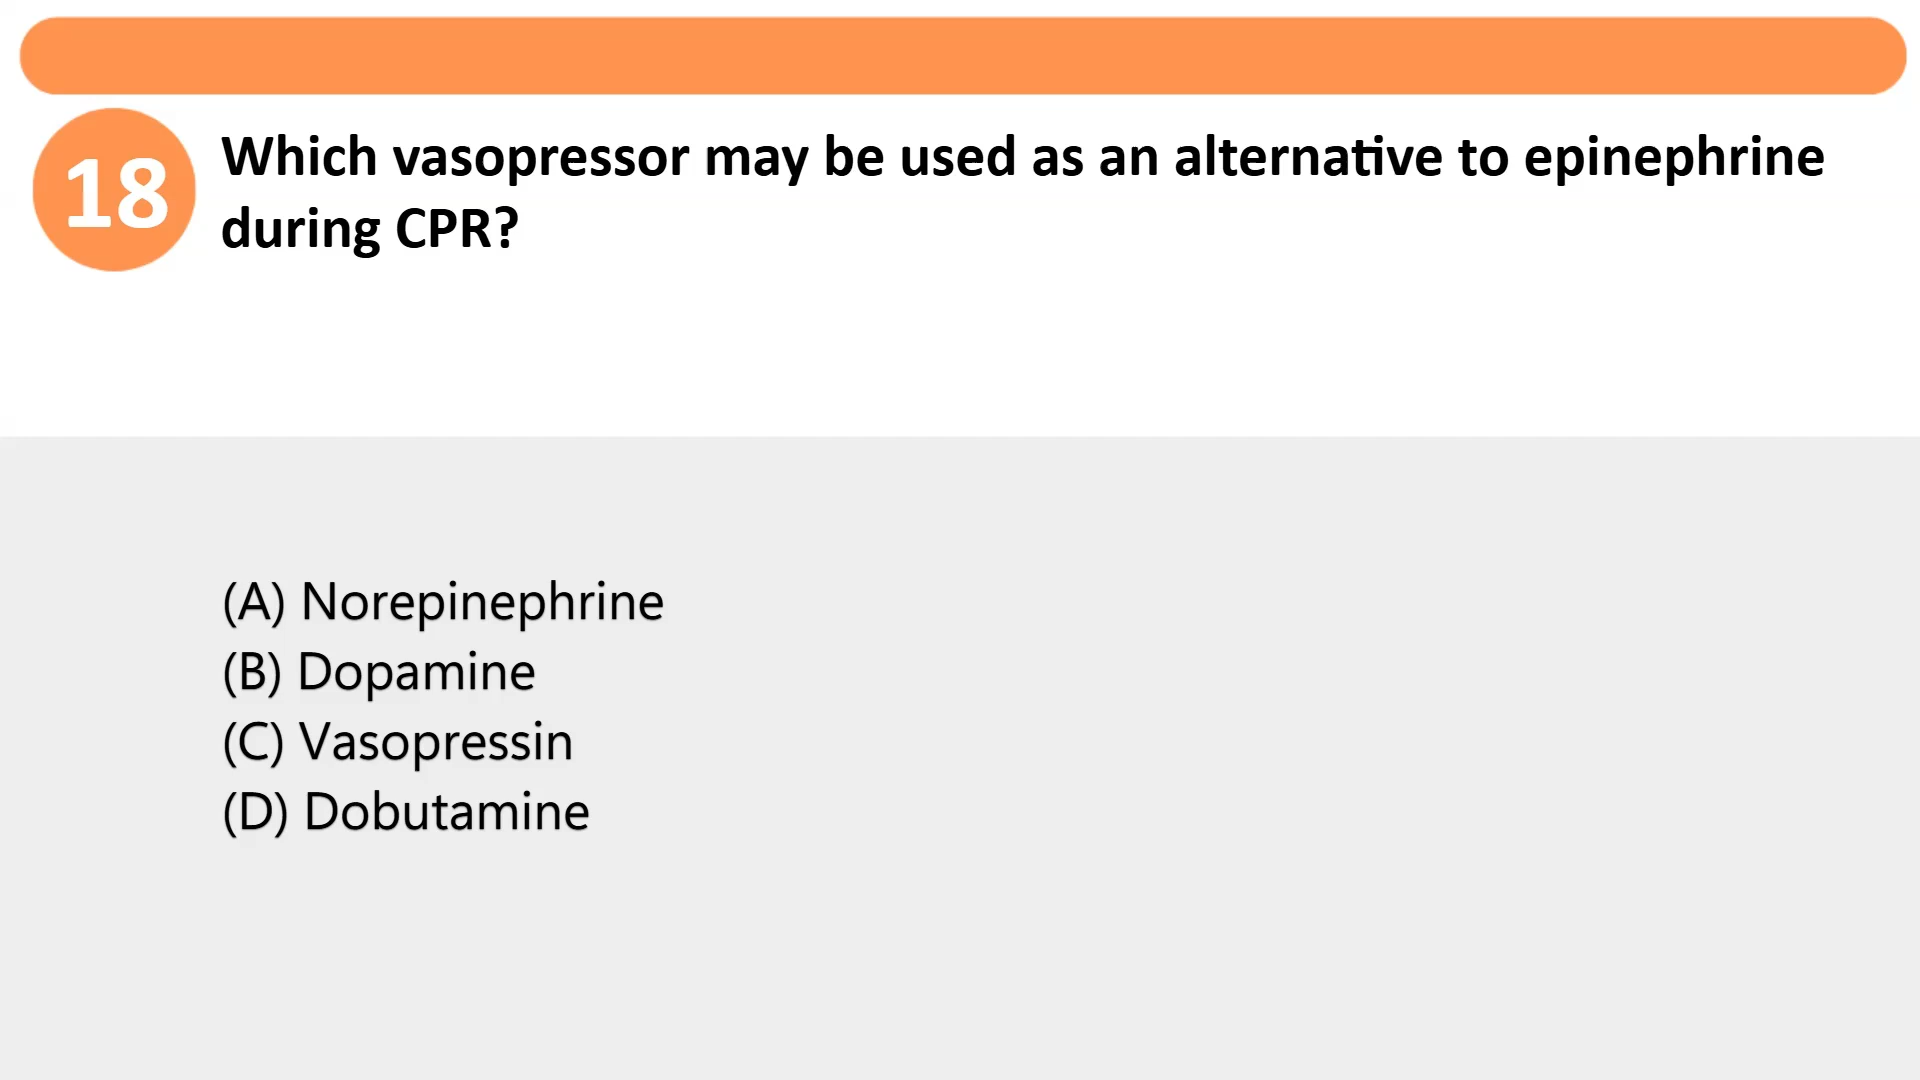 18
Which vasopressor may be used as an alternative to epinephrine
during CPR?
(A) Norepinephrine
(B) Dopamine
(C) Vasopressin
(D) Dobutamine